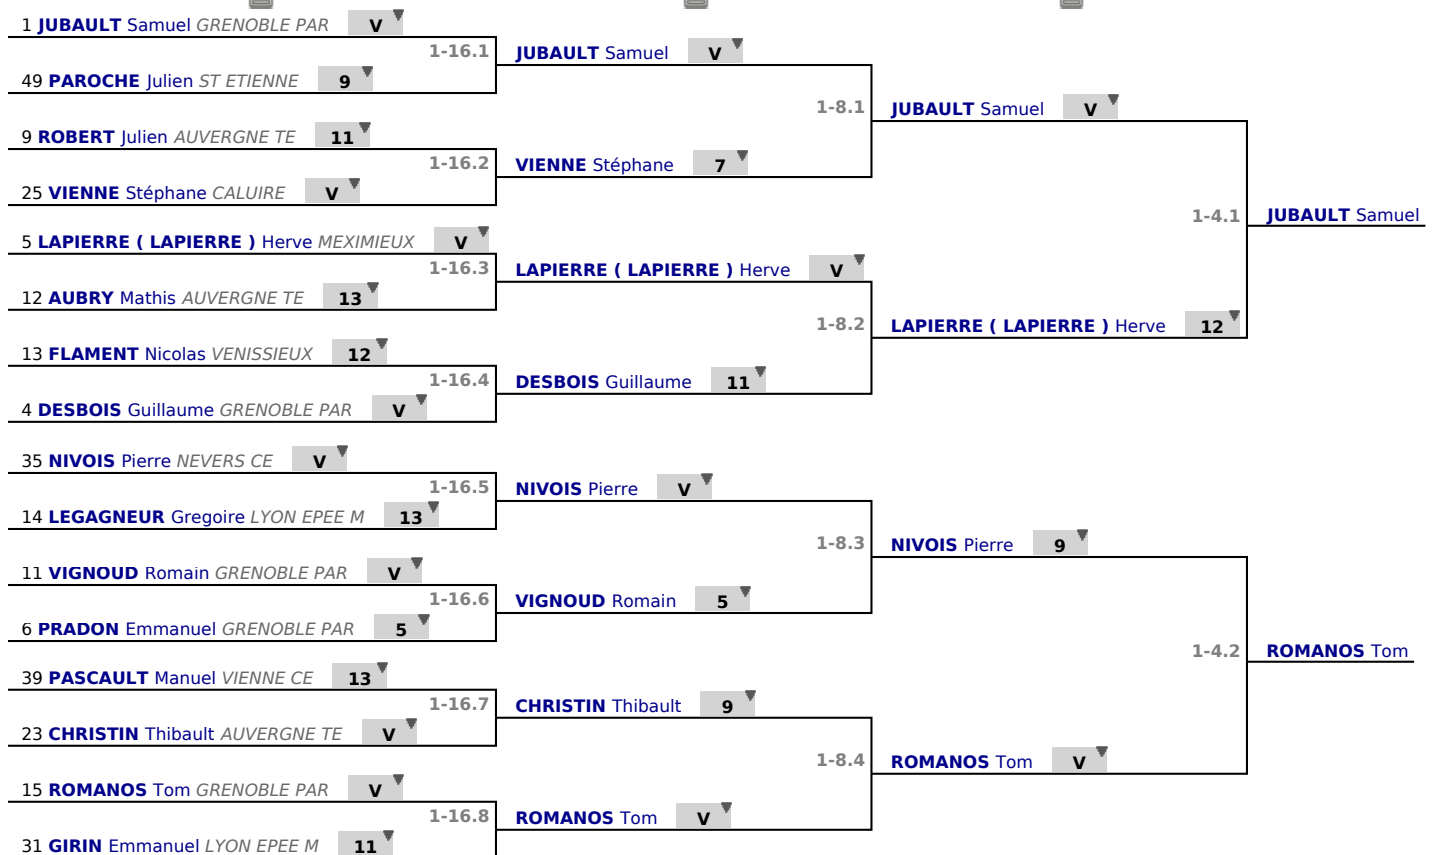 1 JUBAULT Samuel GRENOBLE PAR V
1-16.1
49 PAROCHE Julien ST ETIENNE 9
9 ROBERT Julien AUVERGNE TE 11
1-16.2
25 VIENNE Stéphane CALUIRE V
5 LAPIERRE ( LAPIERRE ) Herve MEXIMIEUX V
1-16.3
12 AUBRY Mathis AUVERGNE TE 13
13 FLAMENT Nicolas VENISSIEUX 12
1-16.4
4 DESBOIS Guillaume GRENOBLE PAR V
35 NIVOIS Pierre NEVERS CE V
1-16.5
14 LEGAGNEUR Gregoire LYON EPEE M 13
11 VIGNOUD Romain GRENOBLE PAR V
1-16.6
6 PRADON Emmanuel GRENOBLE PAR 5
39 PASCAULT Manuel VIENNE CE 13
1-16.7
23 CHRISTIN Thibault AUVERGNE TE V
15 ROMANOS Tom GRENOBLE PAR V
1-16.8
31 GIRIN Emmanuel LYON EPEE M 11
JUBAULT Samuel V
1-8.1
VIENNE Stéphane 7
LAPIERRE ( LAPIERRE ) Herve V
1-8.2
DESBOIS Guillaume 11
NIVOIS Pierre V
1-8.3
VIGNOUD Romain 5
CHRISTIN Thibault 9
1-8.4
ROMANOS Tom V
JUBAULT Samuel V
1-4.1
LAPIERRE ( LAPIERRE ) Herve 12
NIVOIS Pierre 9
1-4.2
ROMANOS Tom V
JUBAULT Samuel
ROMANOS Tom